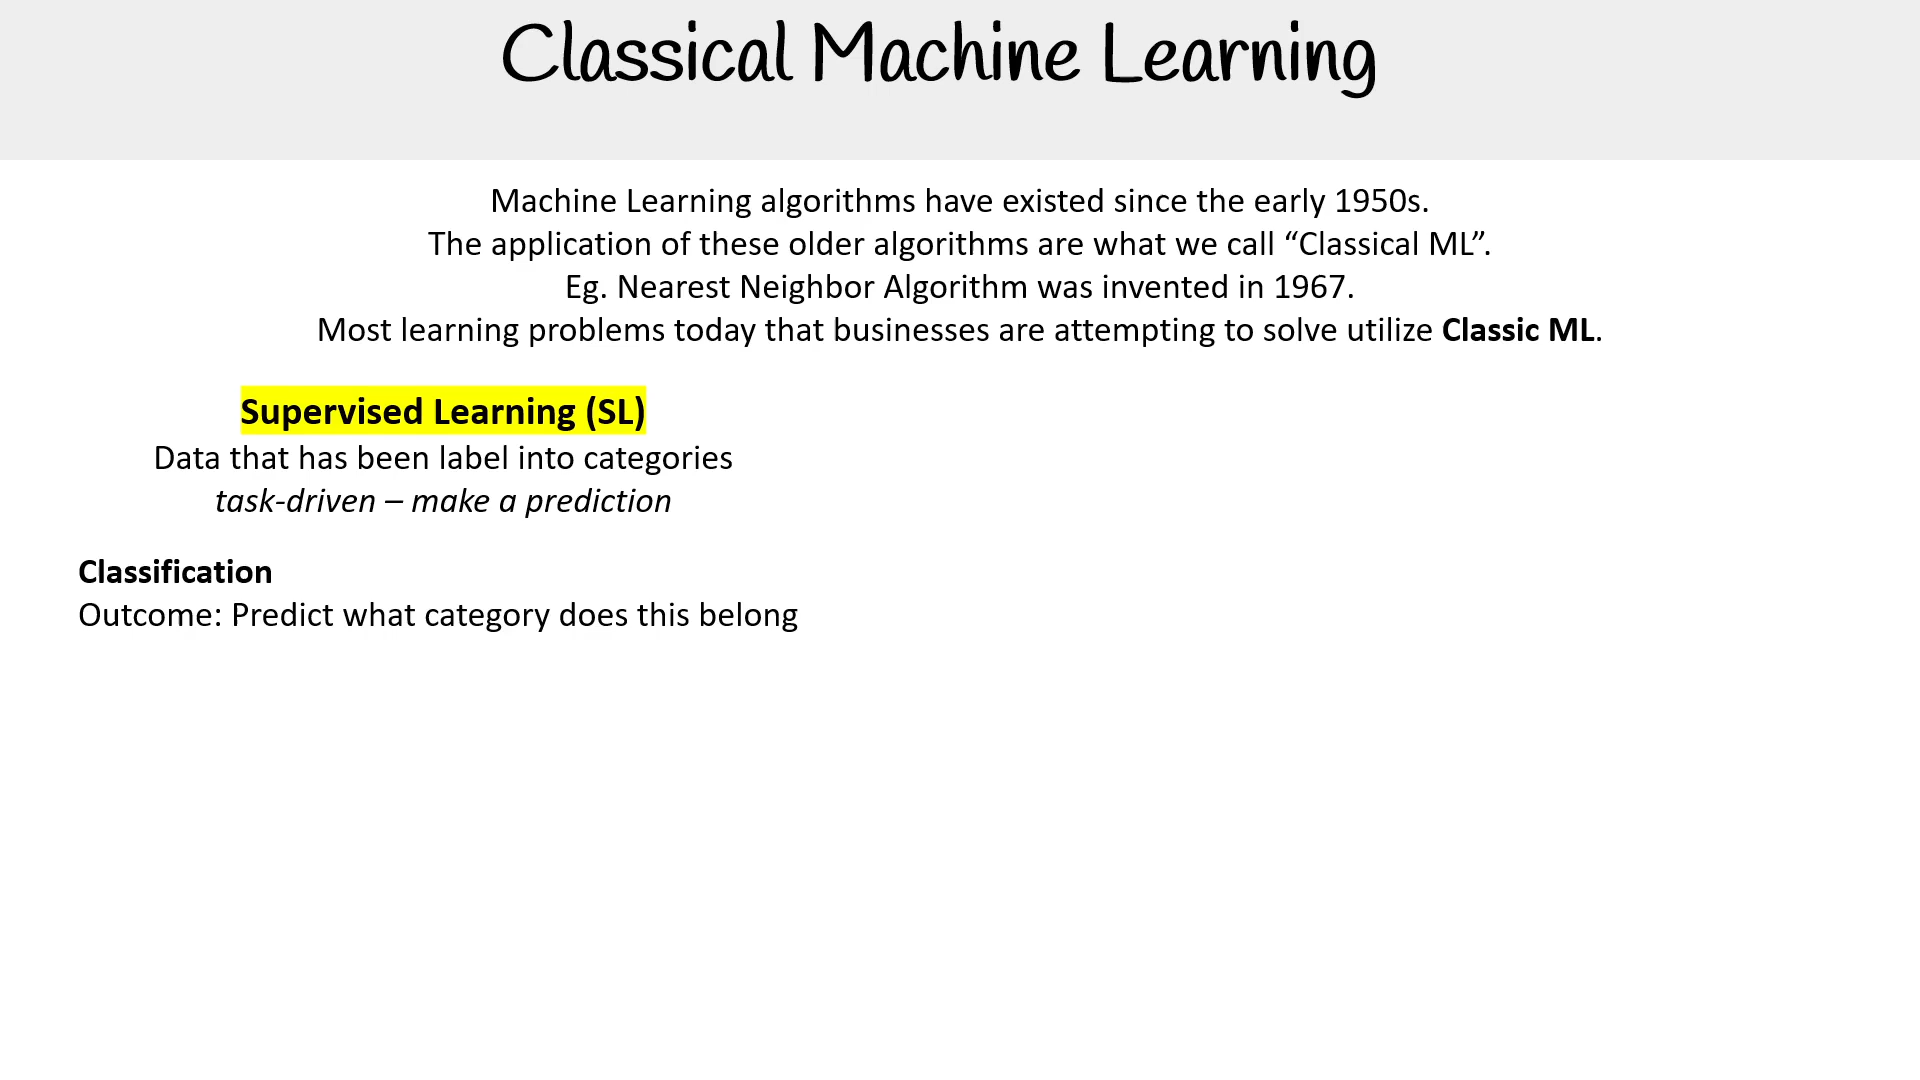 Classical Machine Learning
Machine Learning algorithms have existed since the early 1950s.
The application of these older algorithms are what we call “Classical ML”.
Eg. Nearest Neighbor Algorithm was invented in 1967.
Most learning problems today that businesses are attempting to solve utilize Classic ML.
Supervised Learning (SL)
Data that has been label into categories
task-driven – make a prediction
Classification
Outcome: Predict what category does this belong